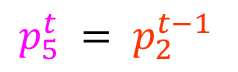 p_5^t = p_2^{t-1}